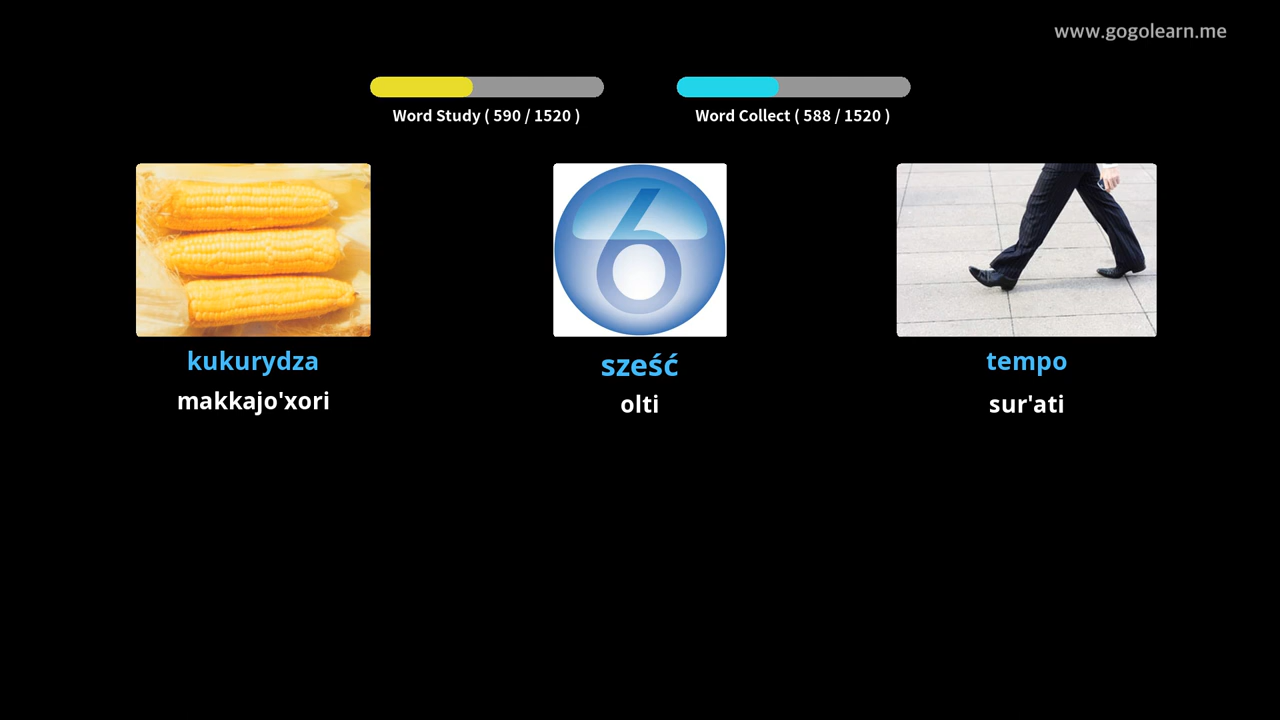 www.gogolearn.me
Word Study ( 590 / 1520 )
Word Collect ( 588 / 1520 )
6
kukurydza
sześć
tempo
makkajo'xori
olti
sur'ati